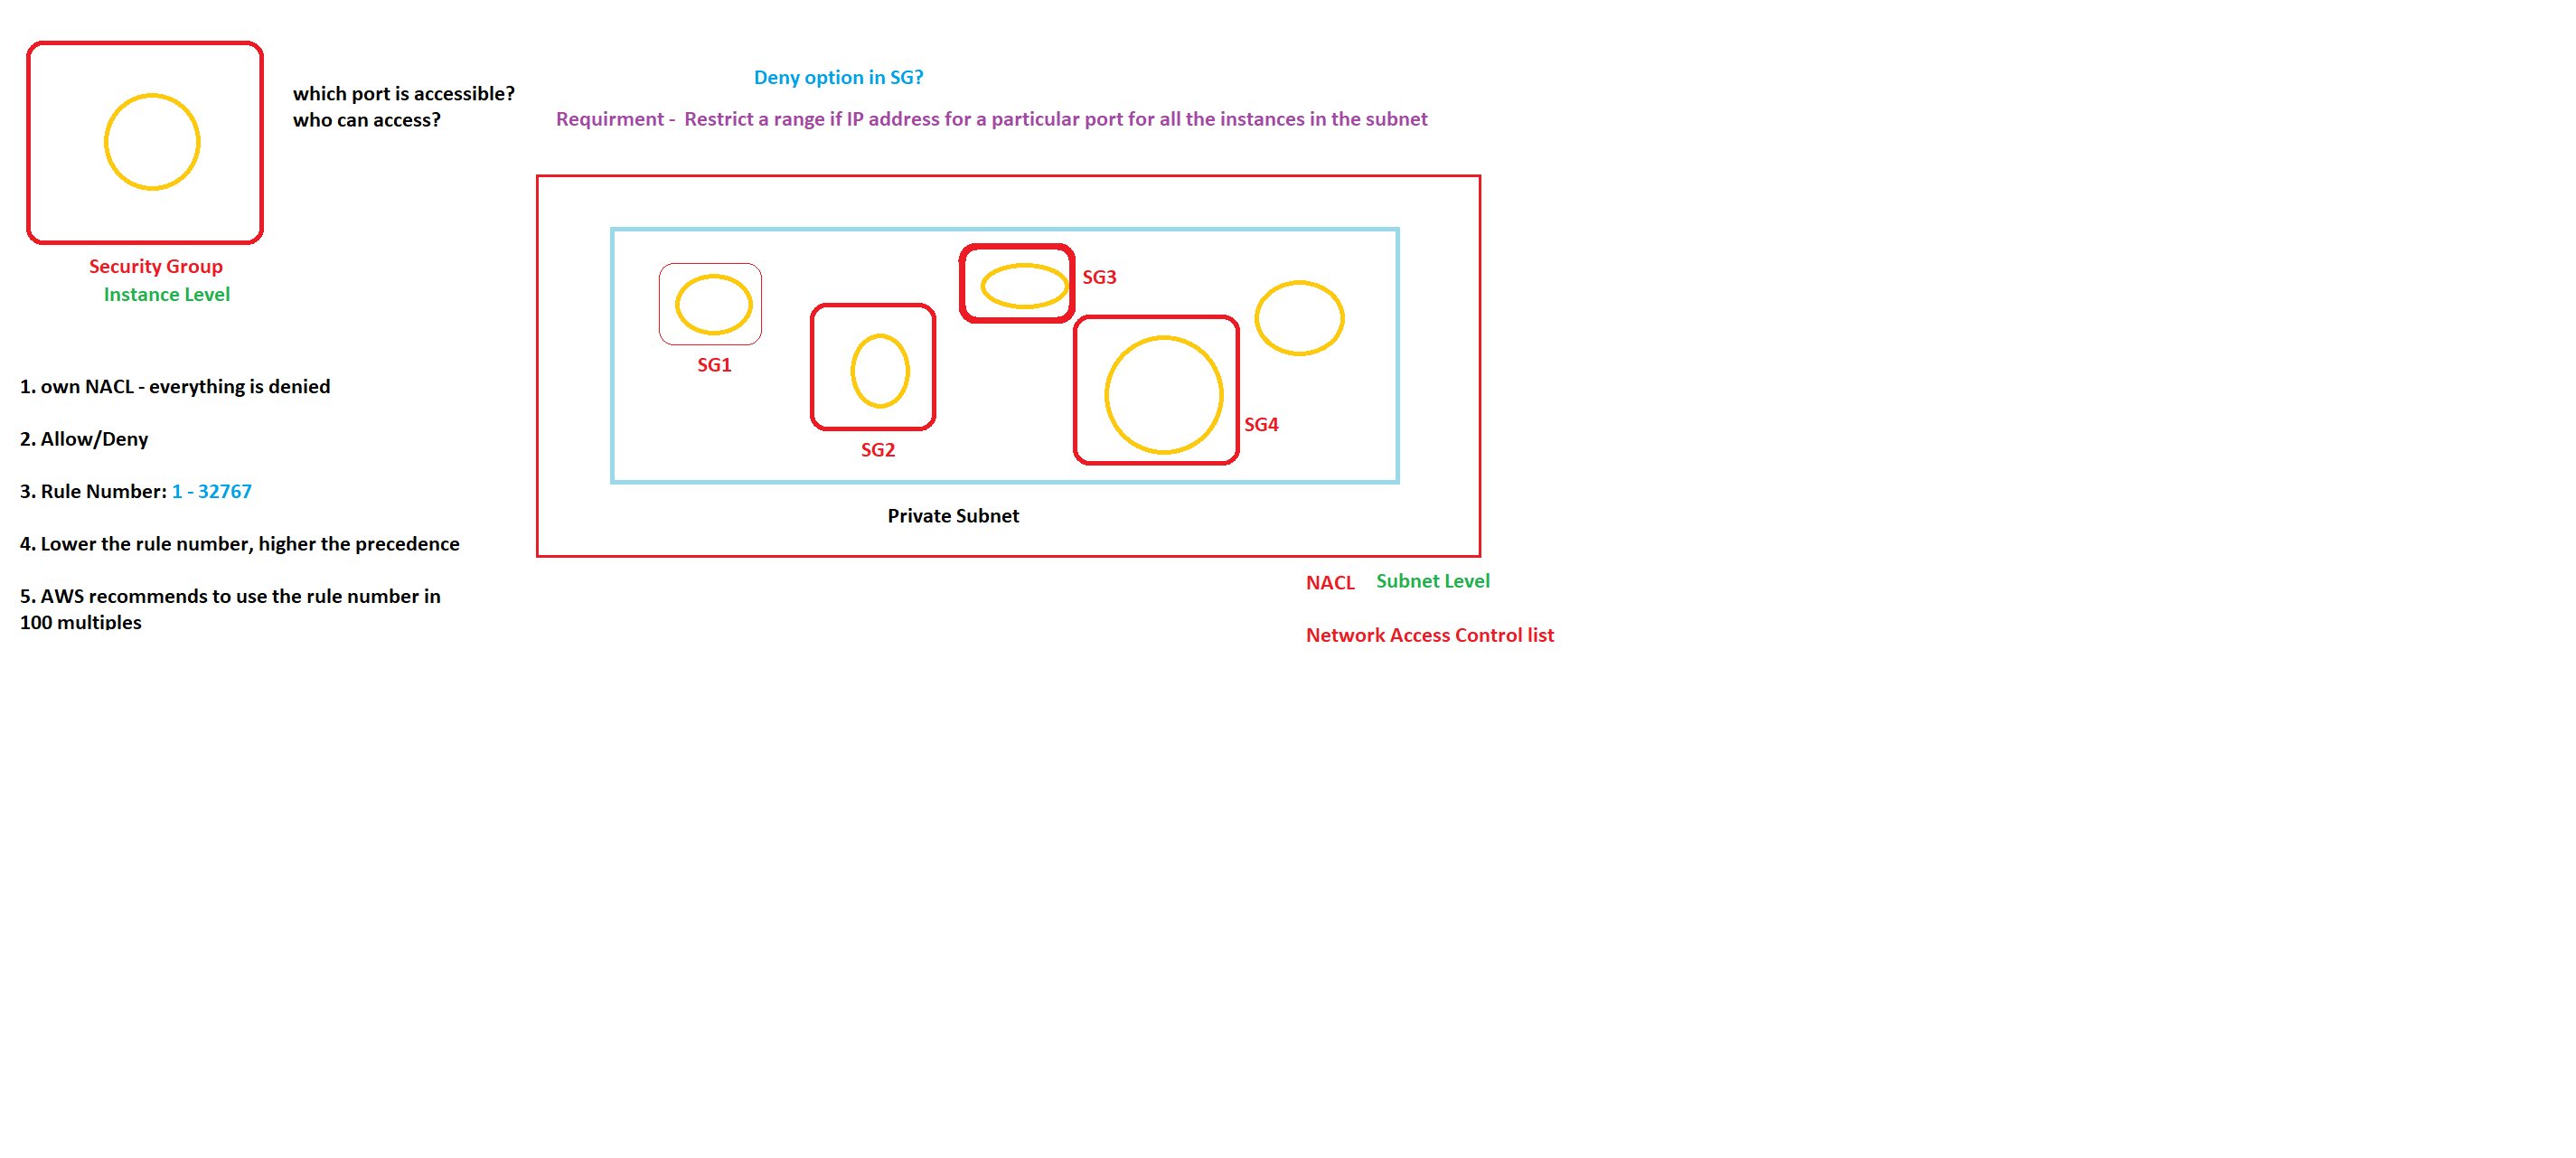 which port is accessible?
who can access?
Security Group
Instance Level
Deny option in SG?
Requirment -  Restrict a range if IP address for a particular port for all the instances in the subnet
SG1
SG2
SG3
SG4
Private Subnet
NACL
Subnet Level
Network Access Control list
1. own NACL - everything is denied
2. Allow/Deny
3. Rule Number: 1 - 32767
4. Lower the rule number, higher the precedence
5. AWS recommends to use the rule number in
100 multiples